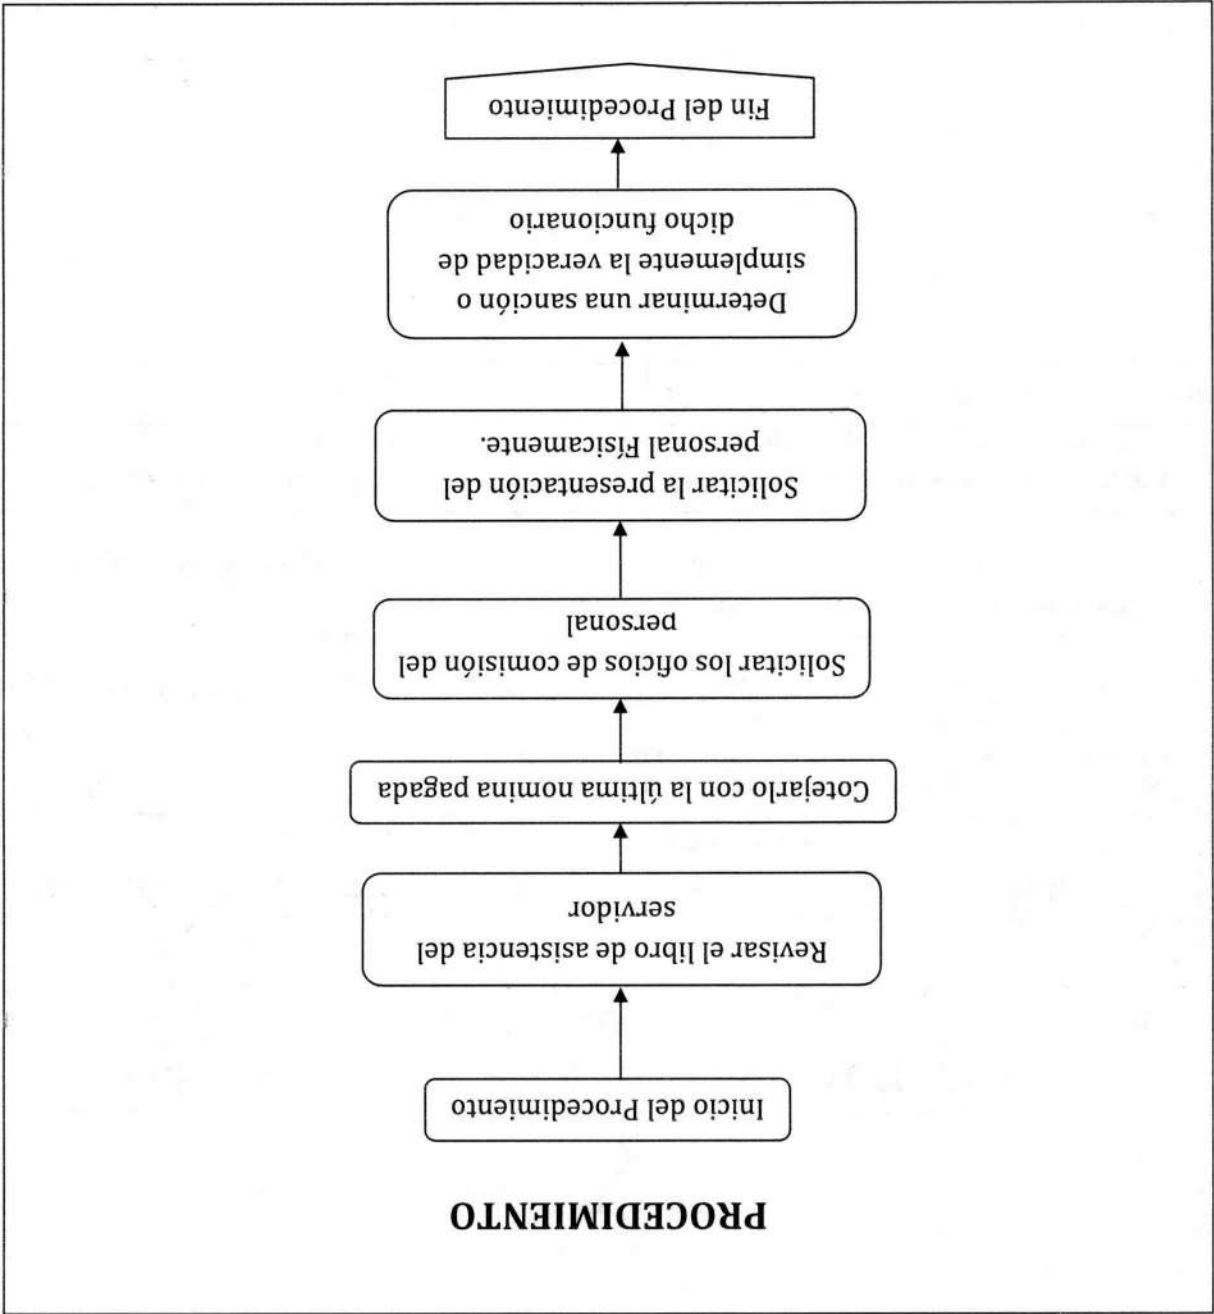 PROCEDIMIENTO
Inicio del Procedimiento
Revisar el libro de asistencia del
servidor
Cotejarlo con la última nomina pagada
Solicitar los oficios de comisión del
personal
Solicitar la presentación del
personal Físicamente.
Determinar una sanción o
simplemente la veracidad de
dicho funcionario
Fin del Procedimiento